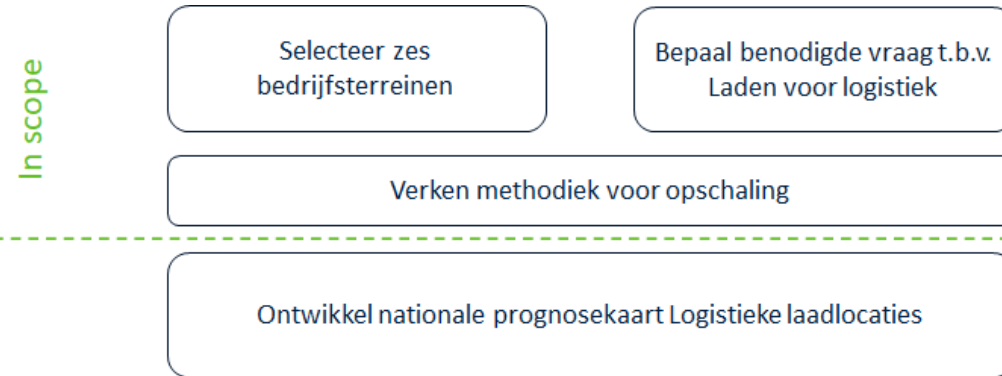 In scope
Selecteer zes
bedrijfsterreinen
Bepaal benodigde vraag t.b.v.
Laden voor logistiek
Verken methodiek voor opschaling
Ontwikkel nationale prognosekaart Logistieke laadlocaties